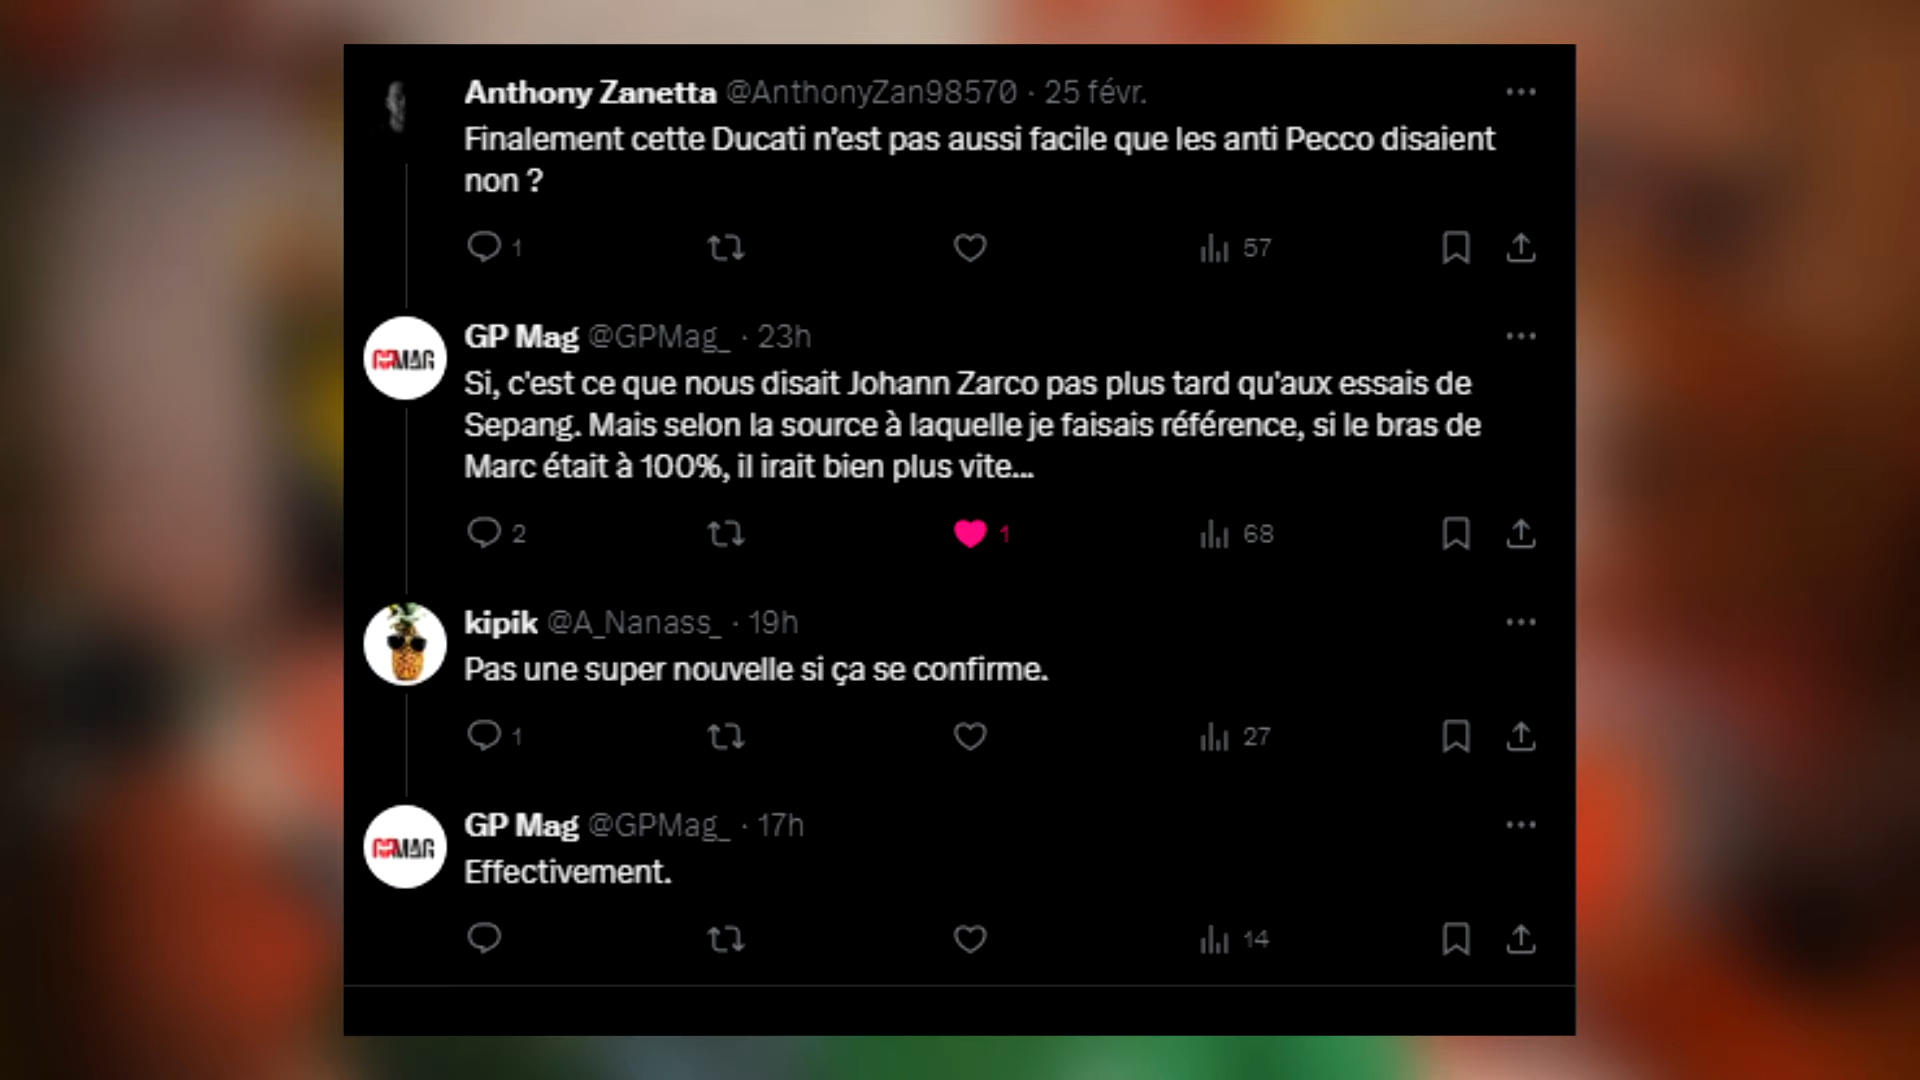 Anthony Zanetta @AnthonyZan98570 · 25 févr.
Finalement cette Ducati n'est pas aussi facile que les anti Pecco disaient
non ?
1 57
GP Mag @GPMag_ · 23h
Si, c'est ce que nous disait Johann Zarco pas plus tard qu'aux essais de
Sepang. Mais selon la source à laquelle je faisais référence, si le bras de
Marc était à 100%, il irait bien plus vite...
2 1 68
GPMAG
kipik @A_Nanass_ · 19h
Pas une super nouvelle si ça se confirme.
1 27
GP Mag @GPMag_ · 17h
Effectivement.
14
GPMAG